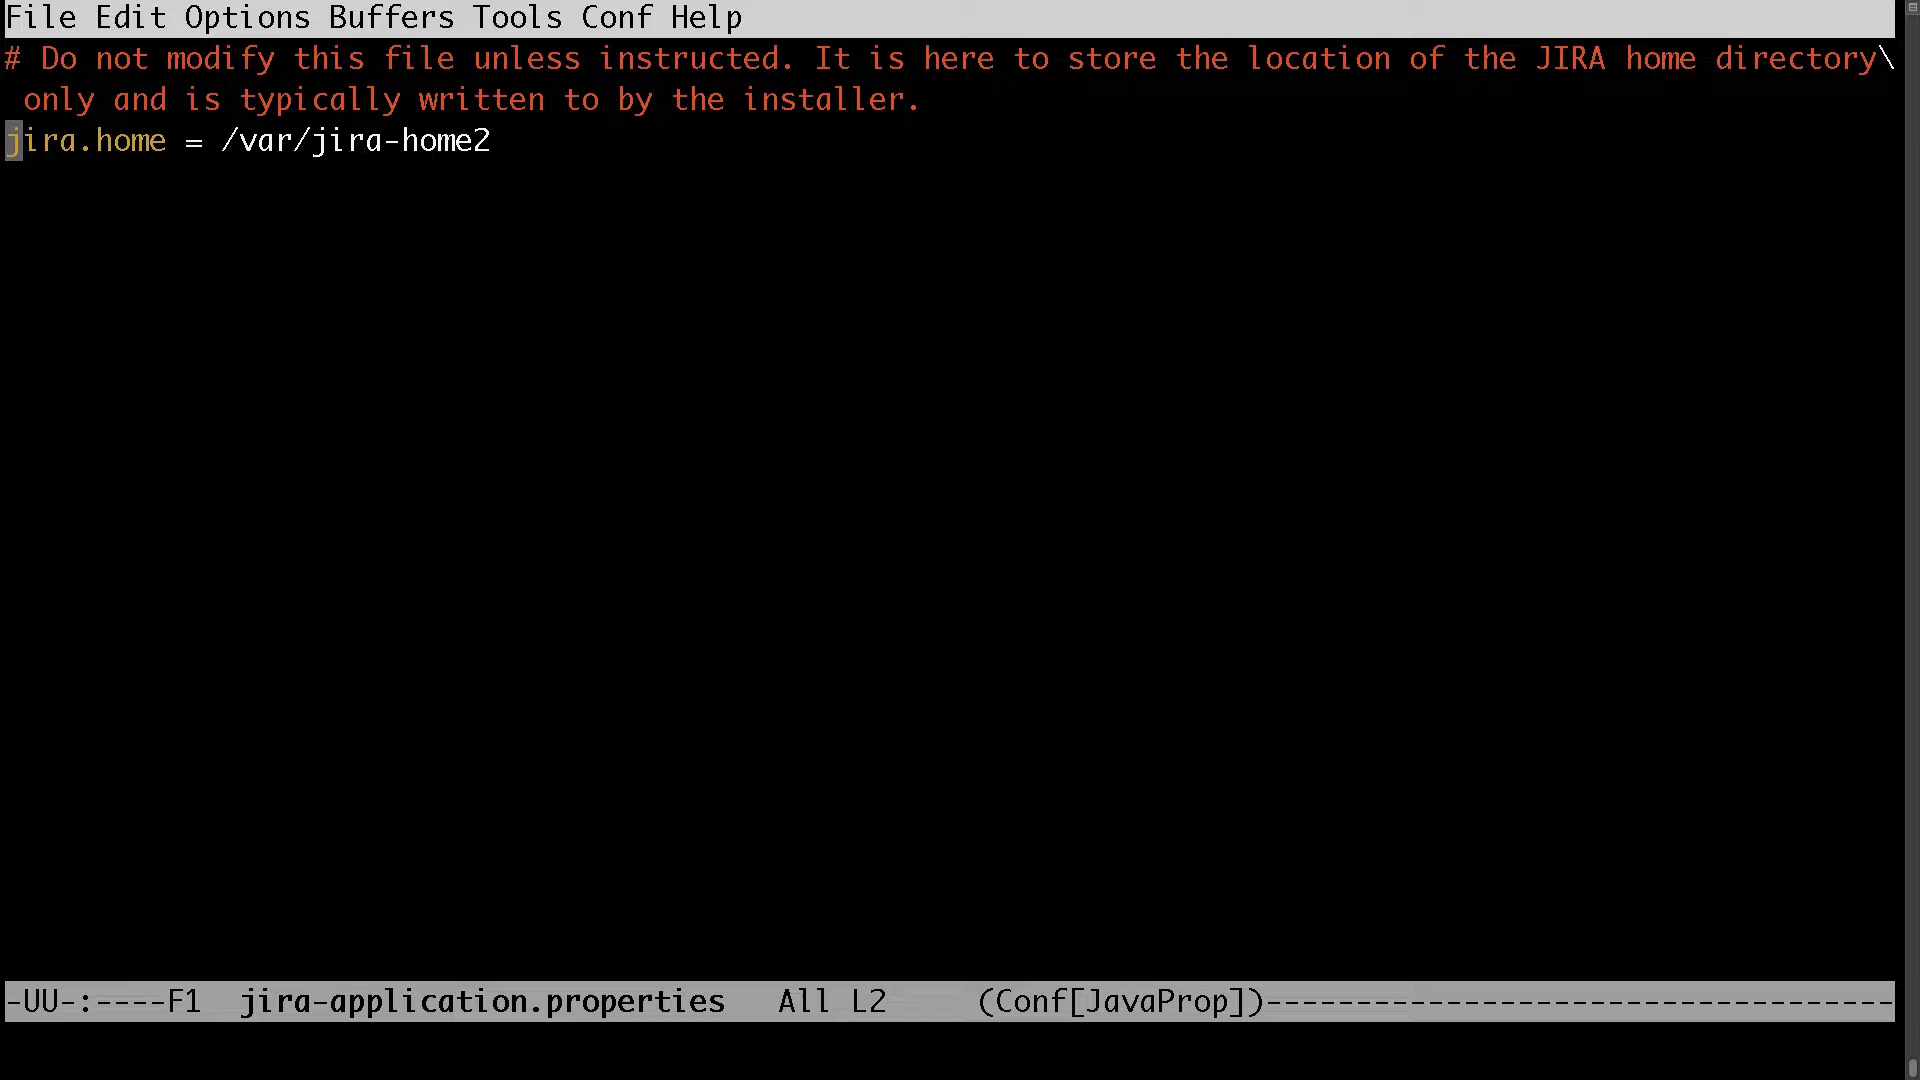 File Edit Options Buffers Tools Conf Help
# Do not modify this file unless instructed. It is here to store the location of the JIRA home directory\
only and is typically written to by the installer.
jira.home = /var/jira-home2
-UU-:----F1  jira-application.properties   All L2     (Conf[JavaProp])-----------------------------------